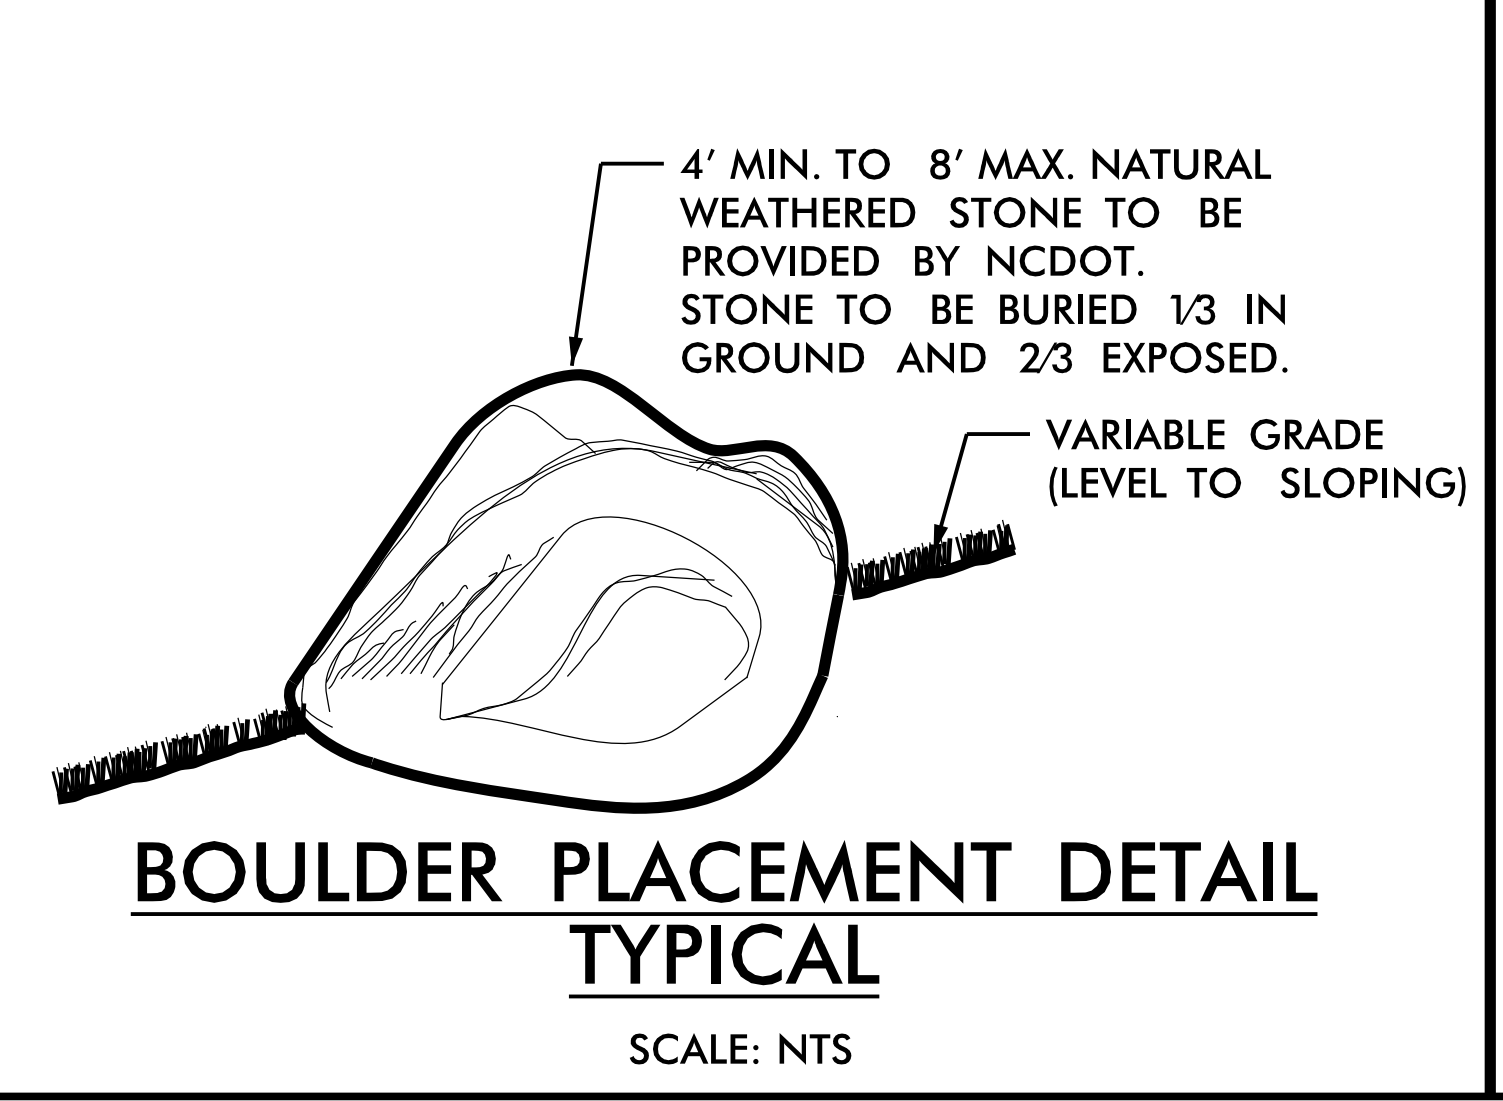 4' MIN. TO 8' MAX. NATURAL
WEATHERED STONE TO BE
PROVIDED BY NCDOT.
STONE TO BE BURIED 1/3 IN
GROUND AND 2/3 EXPOSED.
VARIABLE GRADE
(LEVEL TO SLOPING)
BOULDER PLACEMENT DETAIL
TYPICAL
SCALE: NTS